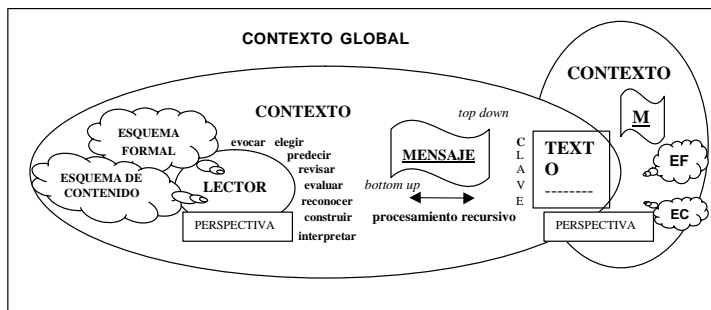 CONTEXTO GLOBAL
CONTEXTO
CONTEXTO
top down
M
ESQUEMA
FORMAL
evocar elegir
predecir
revisar
evaluar
reconocer
construir
interpretar
ESQUEMA DE
CONTENIDO
LECTOR
PERSPECTIVA
MENSAJE
bottom up
procesamiento recursivo
C
L
A
V
E
TEXT
O
--------
EF
EC
PERSPECTIVA